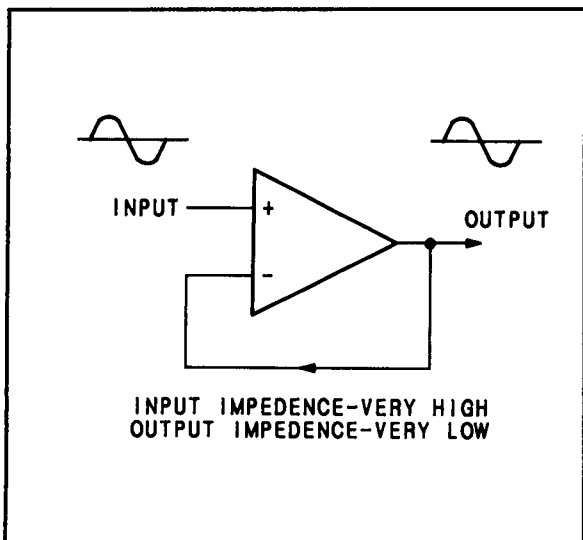 INPUT
+
OUTPUT
-
INPUT IMPEDENCE-VERY HIGH
OUTPUT IMPEDENCE-VERY LOW